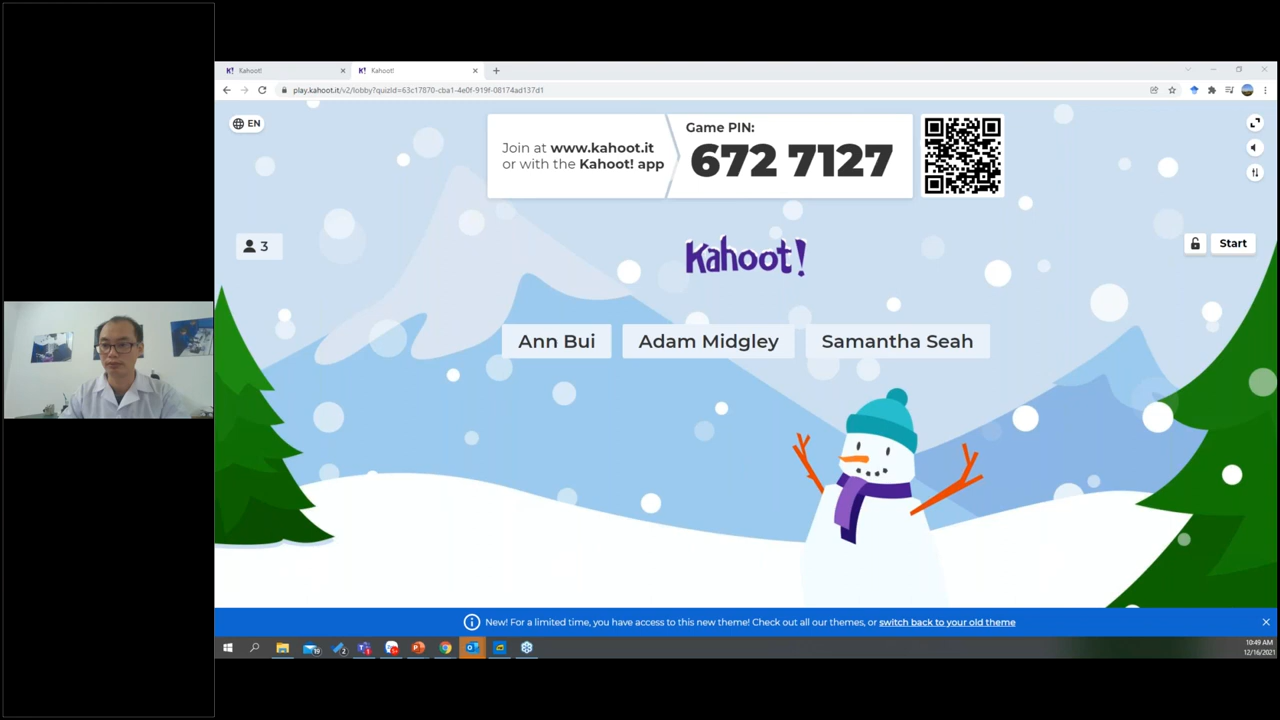 Kahoot!
Kahoot!
play.kahoot.it/v2/lobby?quizId=63c17870-cba1-4e0f-919f-08174ad137d1
EN
Join at www.kahoot.it
or with the Kahoot! app
Game PIN:
672 7127
3
Kahoot!
Start
Ann Bui
Adam Midgley
Samantha Seah
New! For a limited time, you have access to this new theme! Check out all our themes, or switch back to your old theme
10:49 AM
12/16/2021